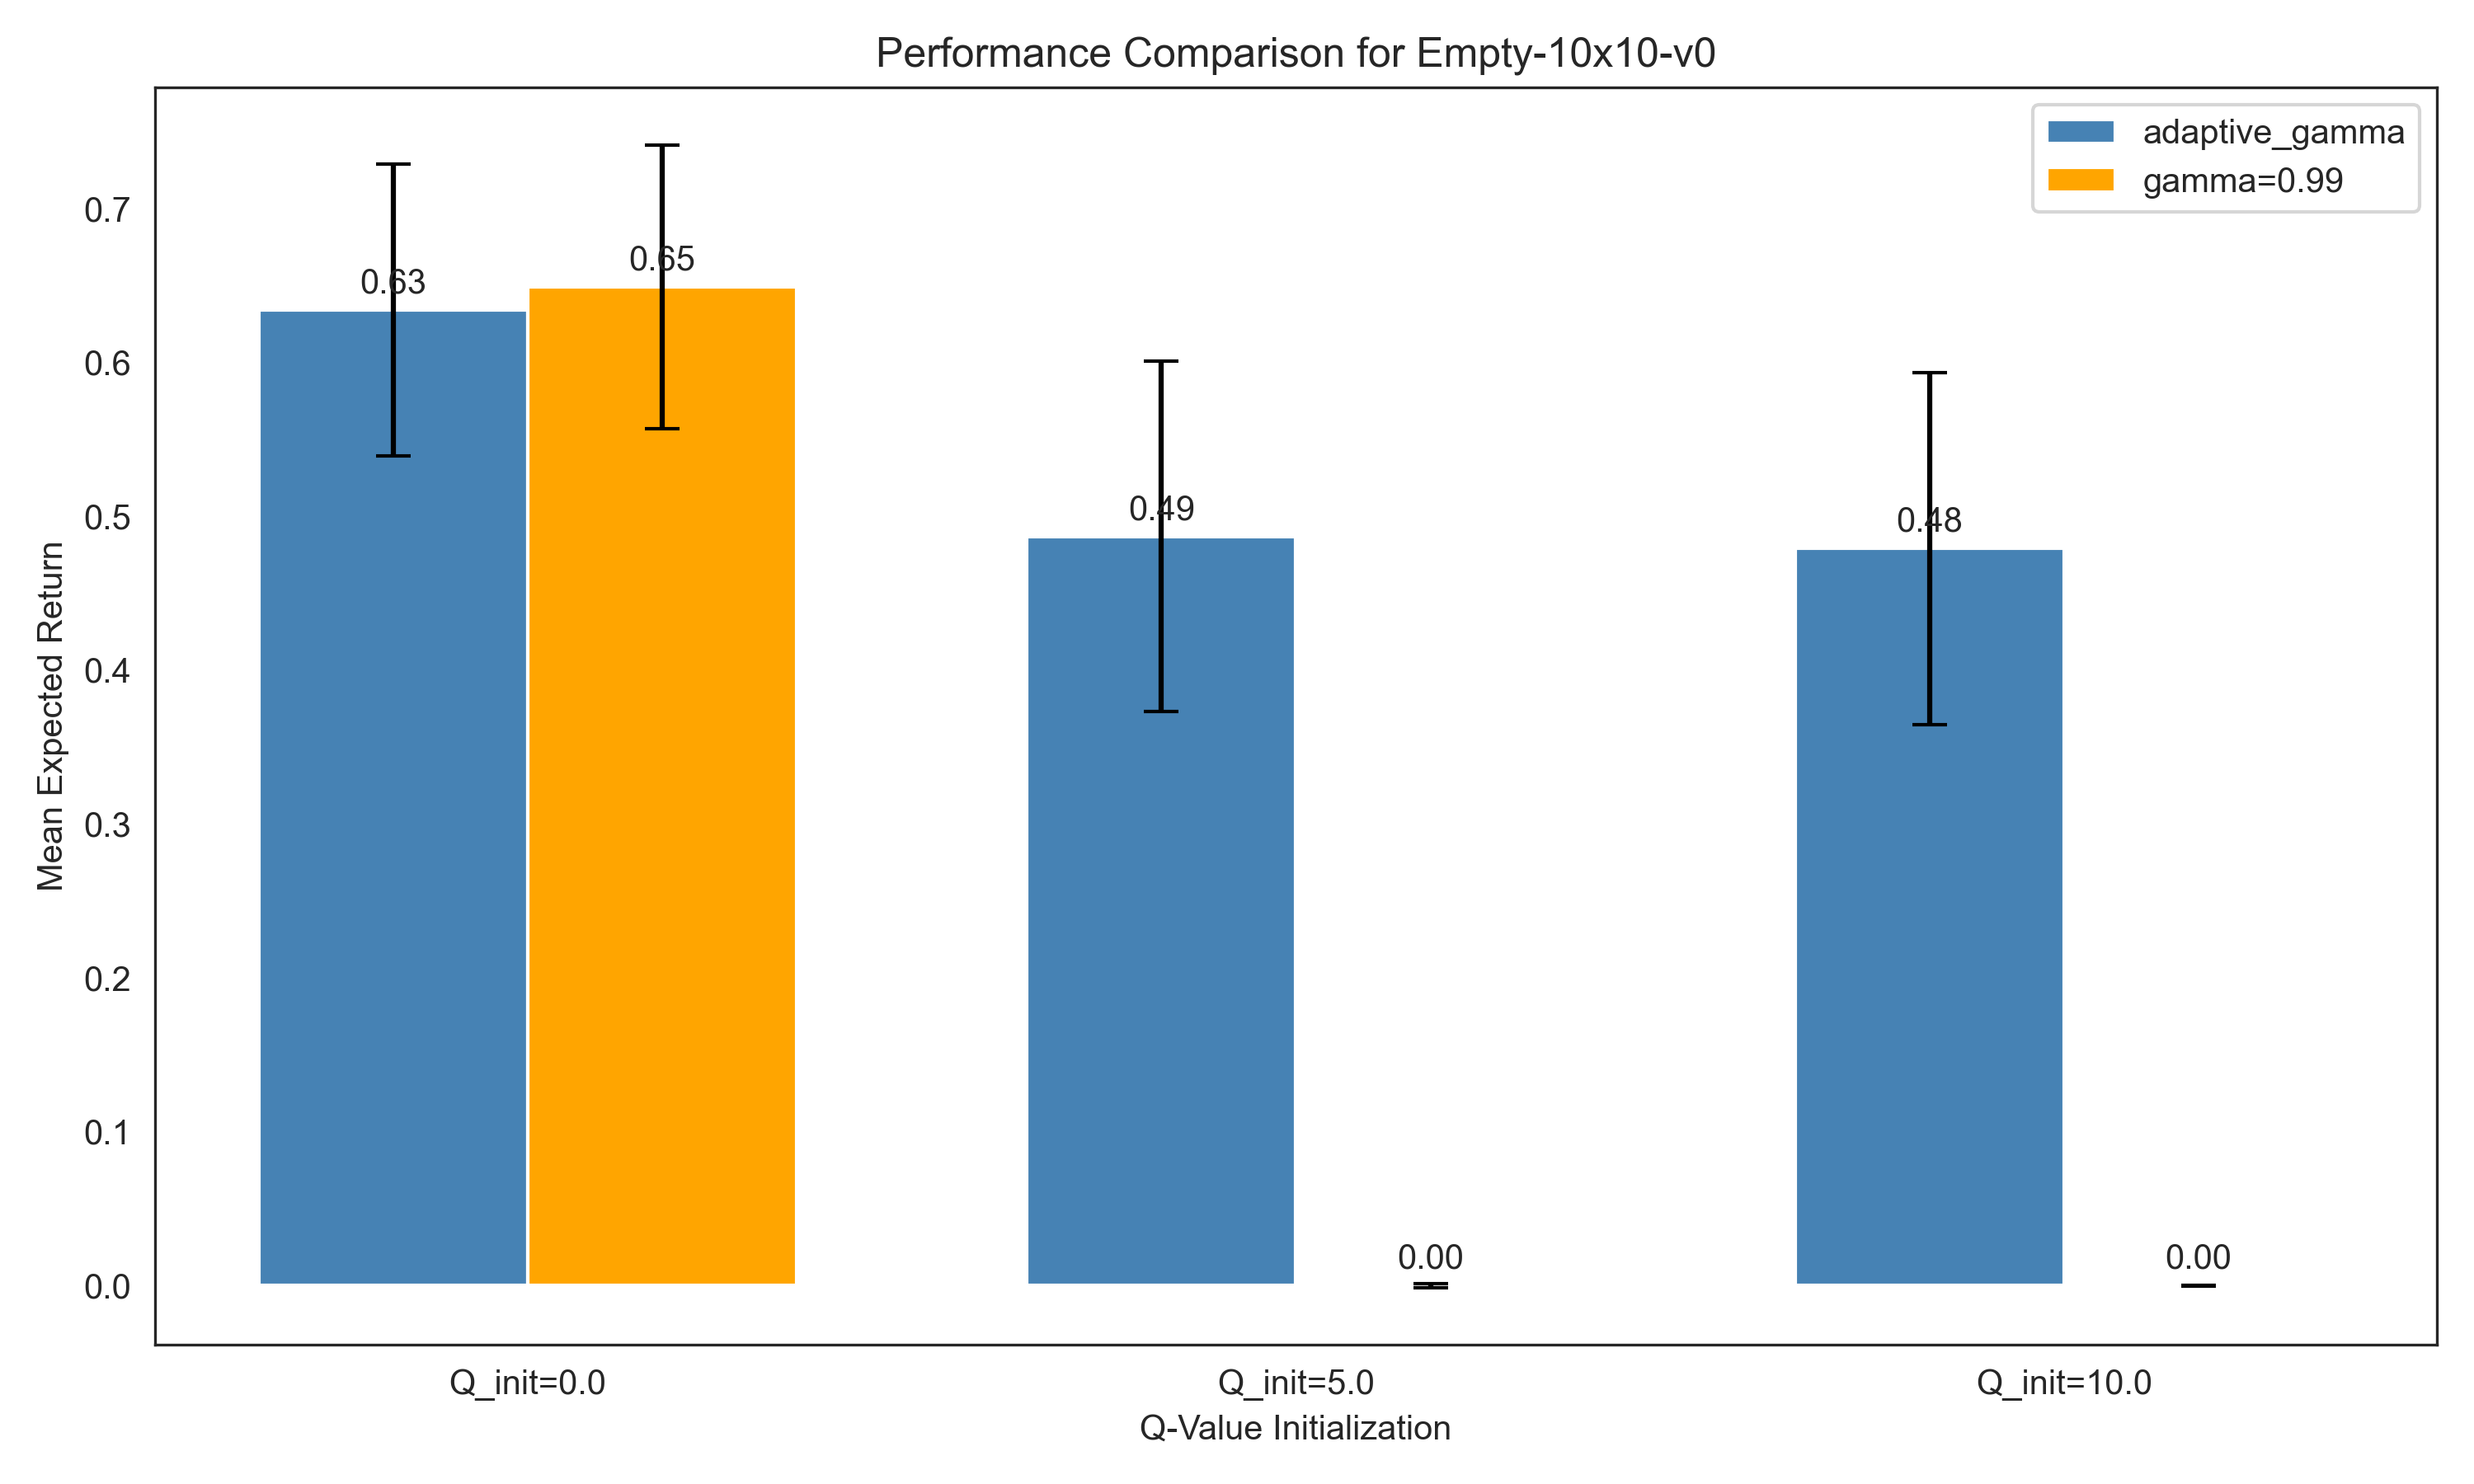 Performance Comparison for Empty-10x10-v0
adaptive_gamma
gamma=0.99
Mean Expected Return
0.7
0.6
0.5
0.4
0.3
0.2
0.1
0.0
0.63
0.65
0.49
0.00
0.48
0.00
Q_init=0.0
Q_init=5.0
Q_init=10.0
Q-Value Initialization